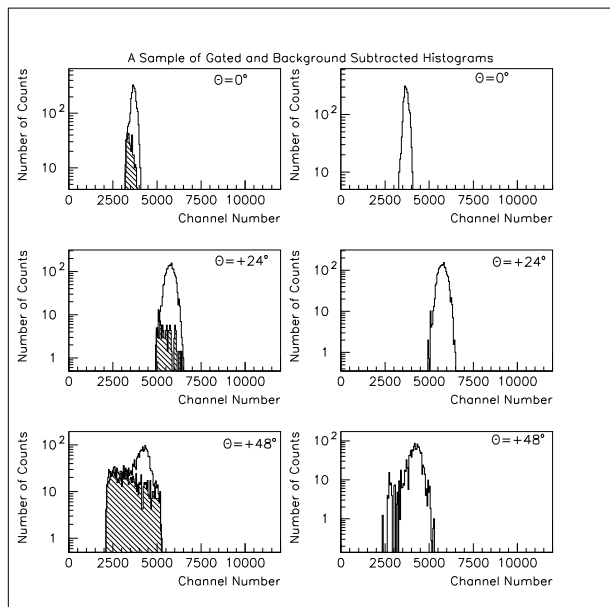 A Sample of Gated and Background Subtracted Histograms
Θ=0°
Number of Counts
10²
10
0 2500 5000 7500 10000
Channel Number
Θ=0°
Number of Counts
10²
10
0 2500 5000 7500 10000
Channel Number
Θ=+24°
Number of Counts
10²
10
1
0 2500 5000 7500 10000
Channel Number
Θ=+24°
Number of Counts
10²
10
1
0 2500 5000 7500 10000
Channel Number
Θ=+48°
Number of Counts
10²
10
1
0 2500 5000 7500 10000
Channel Number
Θ=+48°
Number of Counts
10²
10
1
0 2500 5000 7500 10000
Channel Number